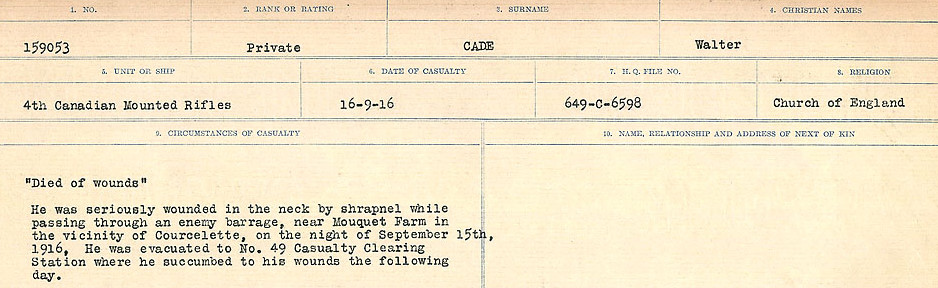 1. NO. 2. RANK OR RATING 3. SURNAME 4. CHRISTIAN NAMES
159053 Private CADE Walter
5. UNIT OR SHIP 6. DATE OF CASUALTY 7. H.Q. FILE NO. 8. RELIGION
4th Canadian Mounted Rifles 16-9-16 649-C-6598 Church of England
9. CIRCUMSTANCES OF CASUALTY 10. NAME, RELATIONSHIP AND ADDRESS OF NEXT OF KIN
"Died of wounds"
He was seriously wounded in the neck by shrapnel while
passing through an enemy barrage, near Mouquet Farm in
the vicinity of Courcelette, on the night of September 15th,
1916, He was evacuated to No. 49 Casualty Clearing
Station where he succumbed to his wounds the following
day.